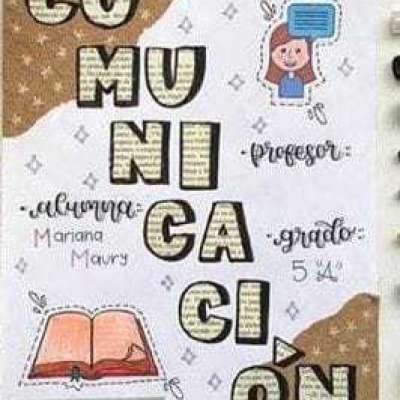 CO
MU
NI
CA
CI
ÓN
·profesor:
·alumna:
Mariana
Maury
·grado:
5 "A"